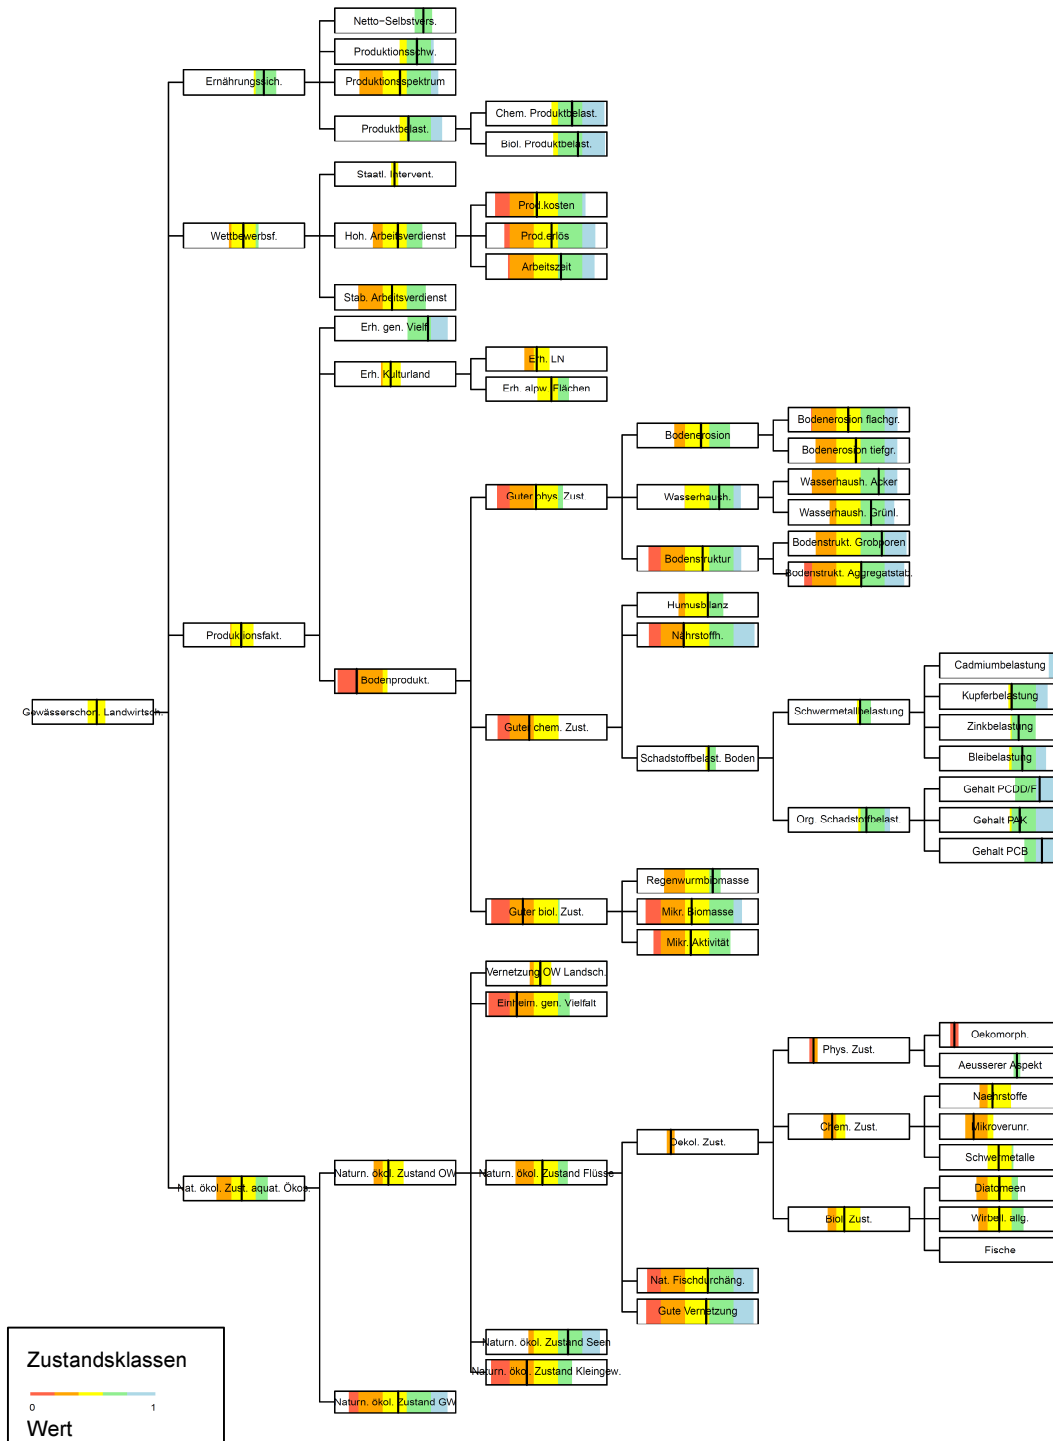 Netto−Selbstvers.
Produktionsschw.
Ernährungssich.
Produktionsspektrum
Chem. Produktbelast.
Produktbelast.
Biol. Produktbelast.
Staatl. Intervent.
Prod.kosten
Wettbewerbsf.
Hoh. Arbeitsverdienst
Prod.erlös
Arbeitszeit
Stab. Arbeitsverdienst
Erh. gen. Vielf.
Erh. LN
Erh. Kulturland
Erh. alpw. Flächen
Bodenerosion flachgr.
Bodenerosion
Bodenerosion tiefgr.
Wasserhaush. Acker
Guter phys. Zust.
Wasserhaush.
Wasserhaush. Grünl.
Bodenstrukt. Grobporen
Bodenstruktur
Bodenstrukt. Aggregatstab.
Humusbilanz
Produktionsfakt.
Nährstoffh.
Cadmiumbelastung
Bodenprodukt.
Kupferbelastung
Gewässerschon. Landwirtsch.
Schwermetallbelastung
Guter chem. Zust.
Zinkbelastung
Schadstoffbelast. Boden
Bleibelastung
Gehalt PCDD/F
Org. Schadstoffbelast.
Gehalt PAK
Gehalt PCB
Regenwurmbiomasse
Guter biol. Zust.
Mikr. Biomasse
Mikr. Aktivität
Vernetzung OW Landsch.
Einheim. gen. Vielfalt
Oekomorph.
Phys. Zust.
Aeusserer Aspekt
Naehrstoffe
Chem. Zust.
Mikroverunr.
Oekol. Zust.
Schwermetalle
Nat. ökol. Zust. aquat. Ökos.
Naturn. ökol. Zustand OW
Naturn. ökol. Zustand Flüsse
Diatomeen
Biol. Zust.
Wirbell. allg.
Fische
Nat. Fischdurchäng.
Gute Vernetzung
Naturn. ökol. Zustand Seen
Naturn. ökol. Zustand Kleingew.
Naturn. ökol. Zustand GW
Zustandsklassen
0 1
Wert